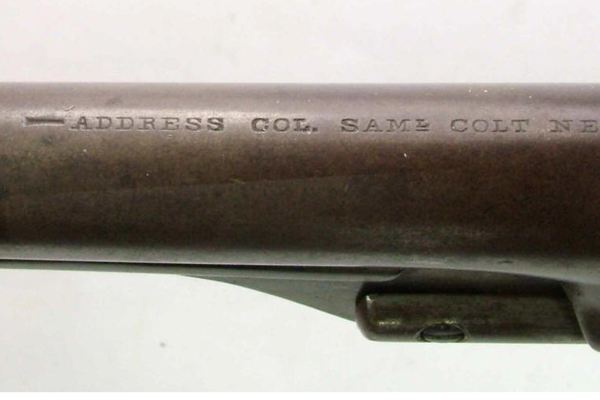 —ADDRESS COL. SAML COLT NE